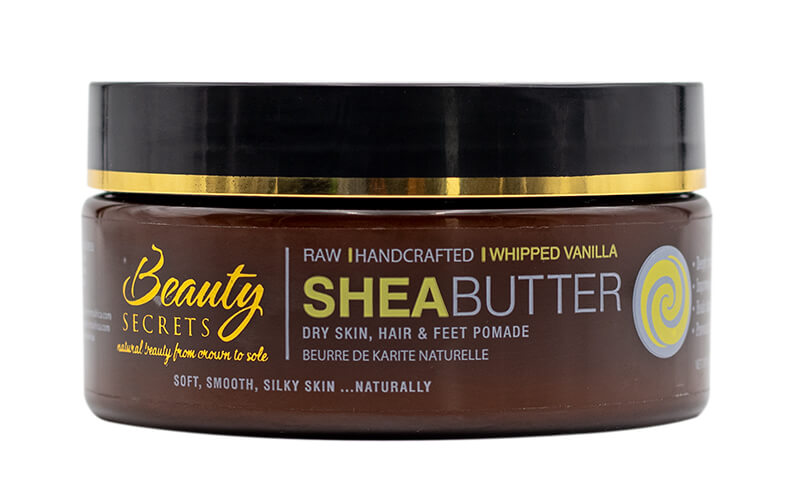 Beauty
SECRETS
natural beauty from crown to sole
RAW | HANDCRAFTED | WHIPPED VANILLA
SHEABUTTER
DRY SKIN, HAIR & FEET POMADE
BEURRE DE KARITE NATURELLE
SOFT, SMOOTH, SILKY SKIN ...NATURALLY